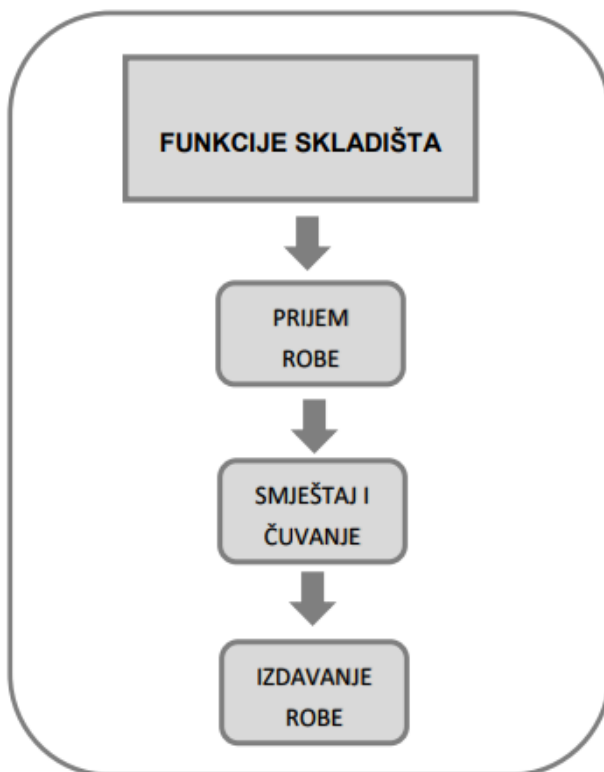 FUNKCIJE SKLADIŠTA
PRIJEM
ROBE
SMJEŠTAJ I
ČUVANJE
IZDAVANJE
ROBE